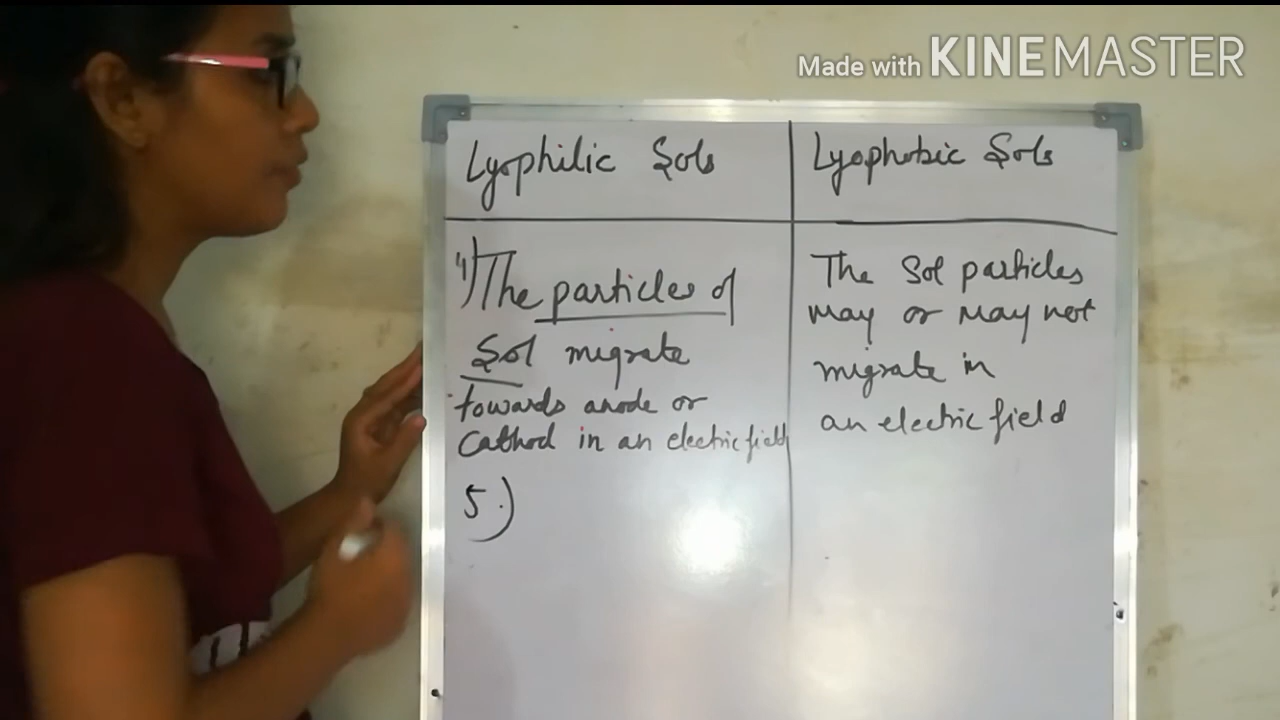 Made with KINEMASTER
Lyophilic Sols
Lyophobic Sols
4) The particles of
Sol migrate
towards anode or
Cathod in an electric field
5.)
The Sol particles
may or may not
migrate in
an electric field